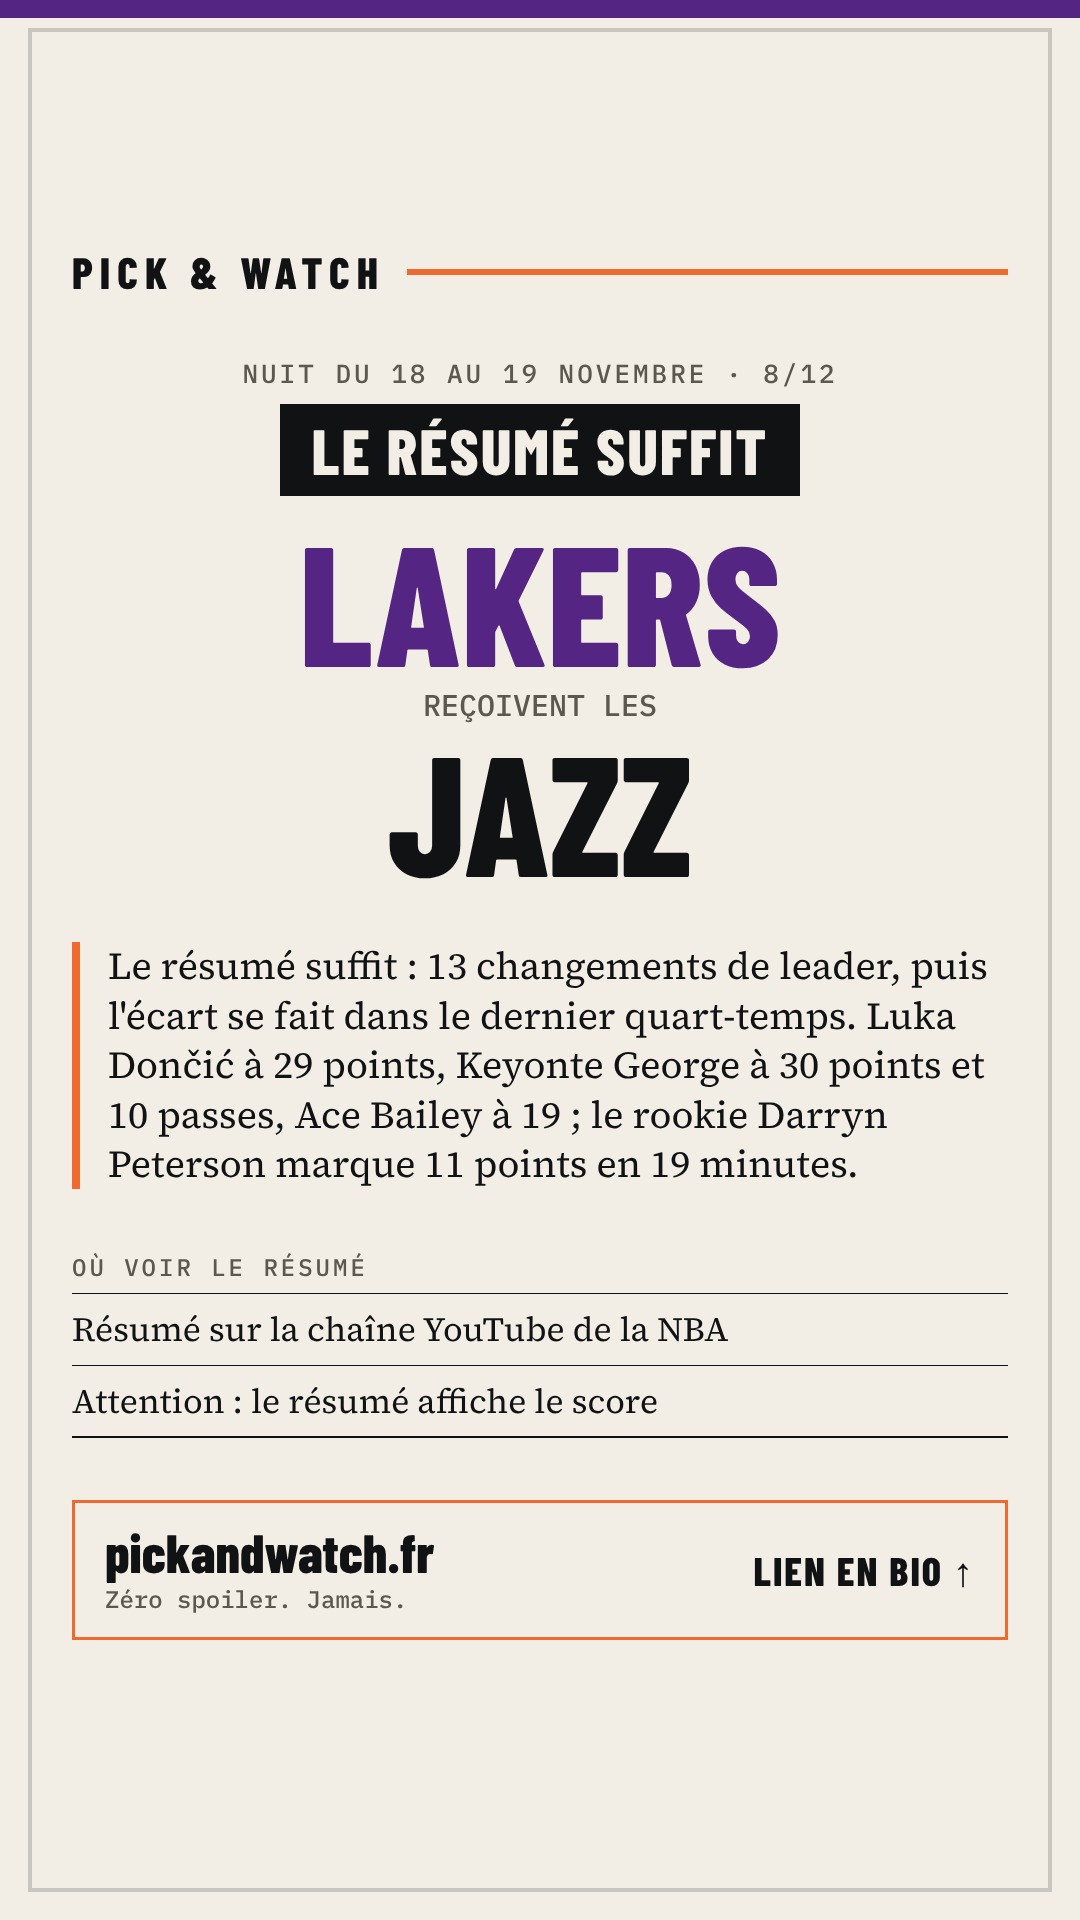 PICK & WATCH
NUIT DU 18 AU 19 NOVEMBRE · 8/12
LE RÉSUMÉ SUFFIT
LAKERS
REÇOIVENT LES
JAZZ
Le résumé suffit : 13 changements de leader, puis
l'écart se fait dans le dernier quart-temps. Luka
Dončić à 29 points, Keyonte George à 30 points et
10 passes, Ace Bailey à 19 ; le rookie Darryn
Peterson marque 11 points en 19 minutes.
OÙ VOIR LE RÉSUMÉ
Résumé sur la chaîne YouTube de la NBA
Attention : le résumé affiche le score
pickandwatch.fr
Zéro spoiler. Jamais.
LIEN EN BIO ↑